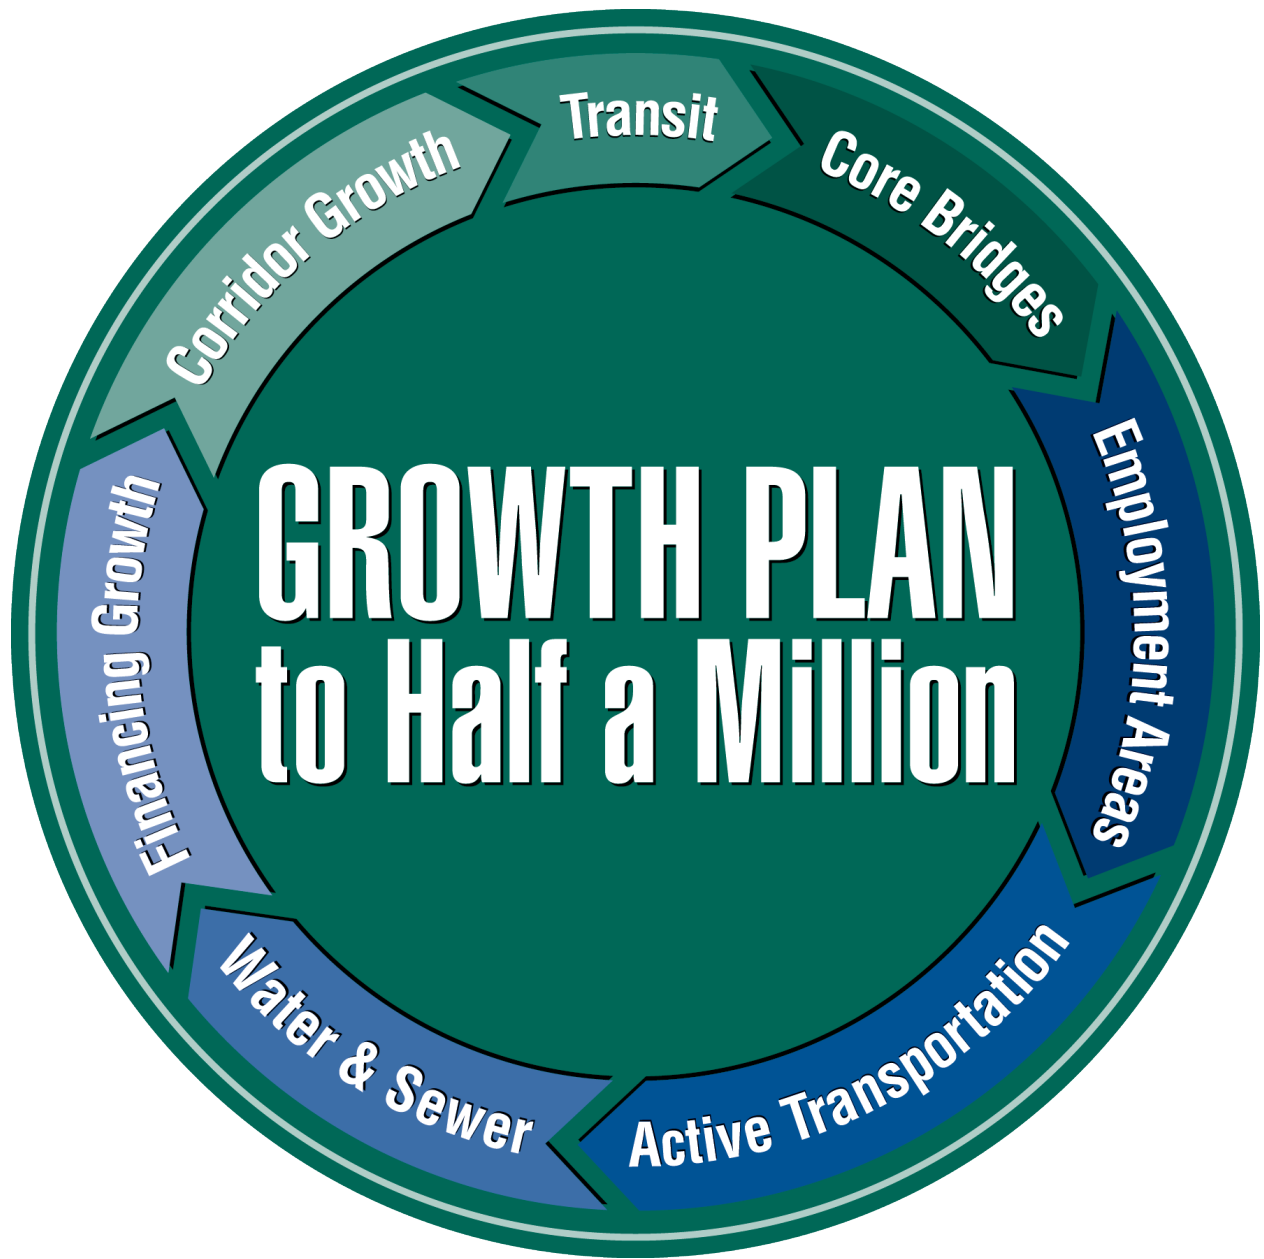 GROWTH PLAN
to Half a Million
Transit
Core Bridges
Employment Areas
Active Transportation
Water & Sewer
Financing Growth
Corridor Growth